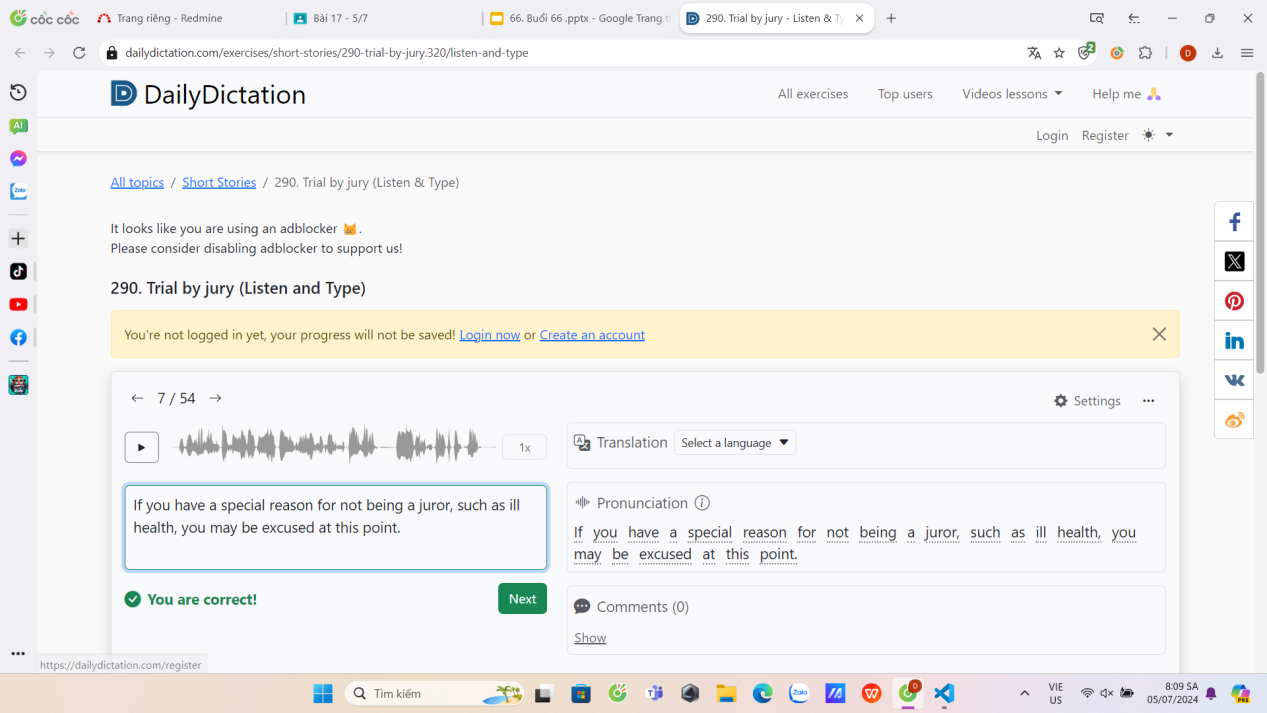 cốc cốc
Trang riêng - Redmine
Bài 17 - 5/7
66. Buổi 66 .pptx - Google Trang t
290. Trial by jury - Listen & Ty
dailydictation.com/exercises/short-stories/290-trial-by-jury.320/listen-and-type
2
D
DailyDictation
All exercises
Top users
Videos lessons
Help me
Login
Register
AI
Zalo
All topics / Short Stories / 290. Trial by jury (Listen & Type)
It looks like you are using an adblocker 😹.
Please consider disabling adblocker to support us!
290. Trial by jury (Listen and Type)
You're not logged in yet, your progress will not be saved! Login now or Create an account
7 / 54
Settings
1x
Translation
Select a language
If you have a special reason for not being a juror, such as ill
health, you may be excused at this point.
Pronunciation
If you have a special reason for not being a juror, such as ill health, you
may be excused at this point.
You are correct!
Next
Comments (0)
Show
https://dailydictation.com/register
Tìm kiếm
Zalo
D
VIE
US
8:09 SA
05/07/2024
PRE